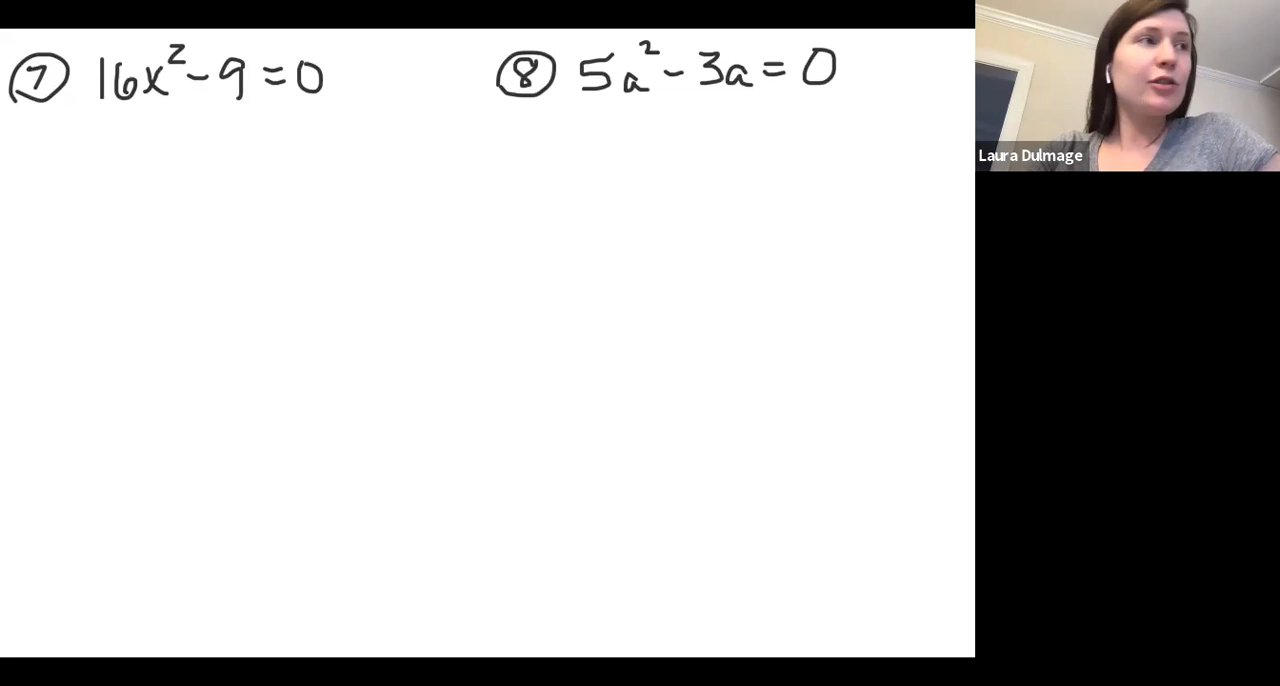 ⑦ 16x² - 9 = 0
⑧ 5a² - 3a = 0
Laura Dulmage